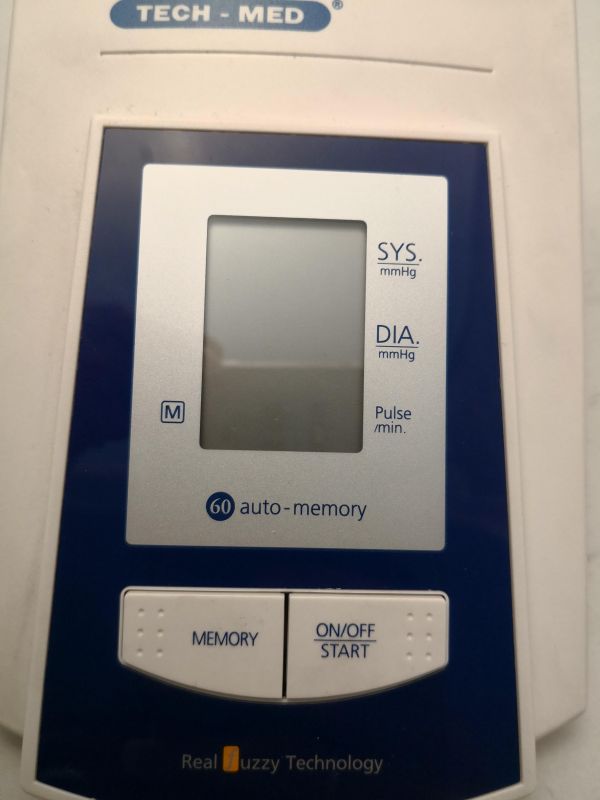 TECH - MED®
SYS.
mmHg
DIA.
mmHg
M
Pulse
/min.
60 auto-memory
MEMORY
ON/OFF
START
Real fuzzy Technology